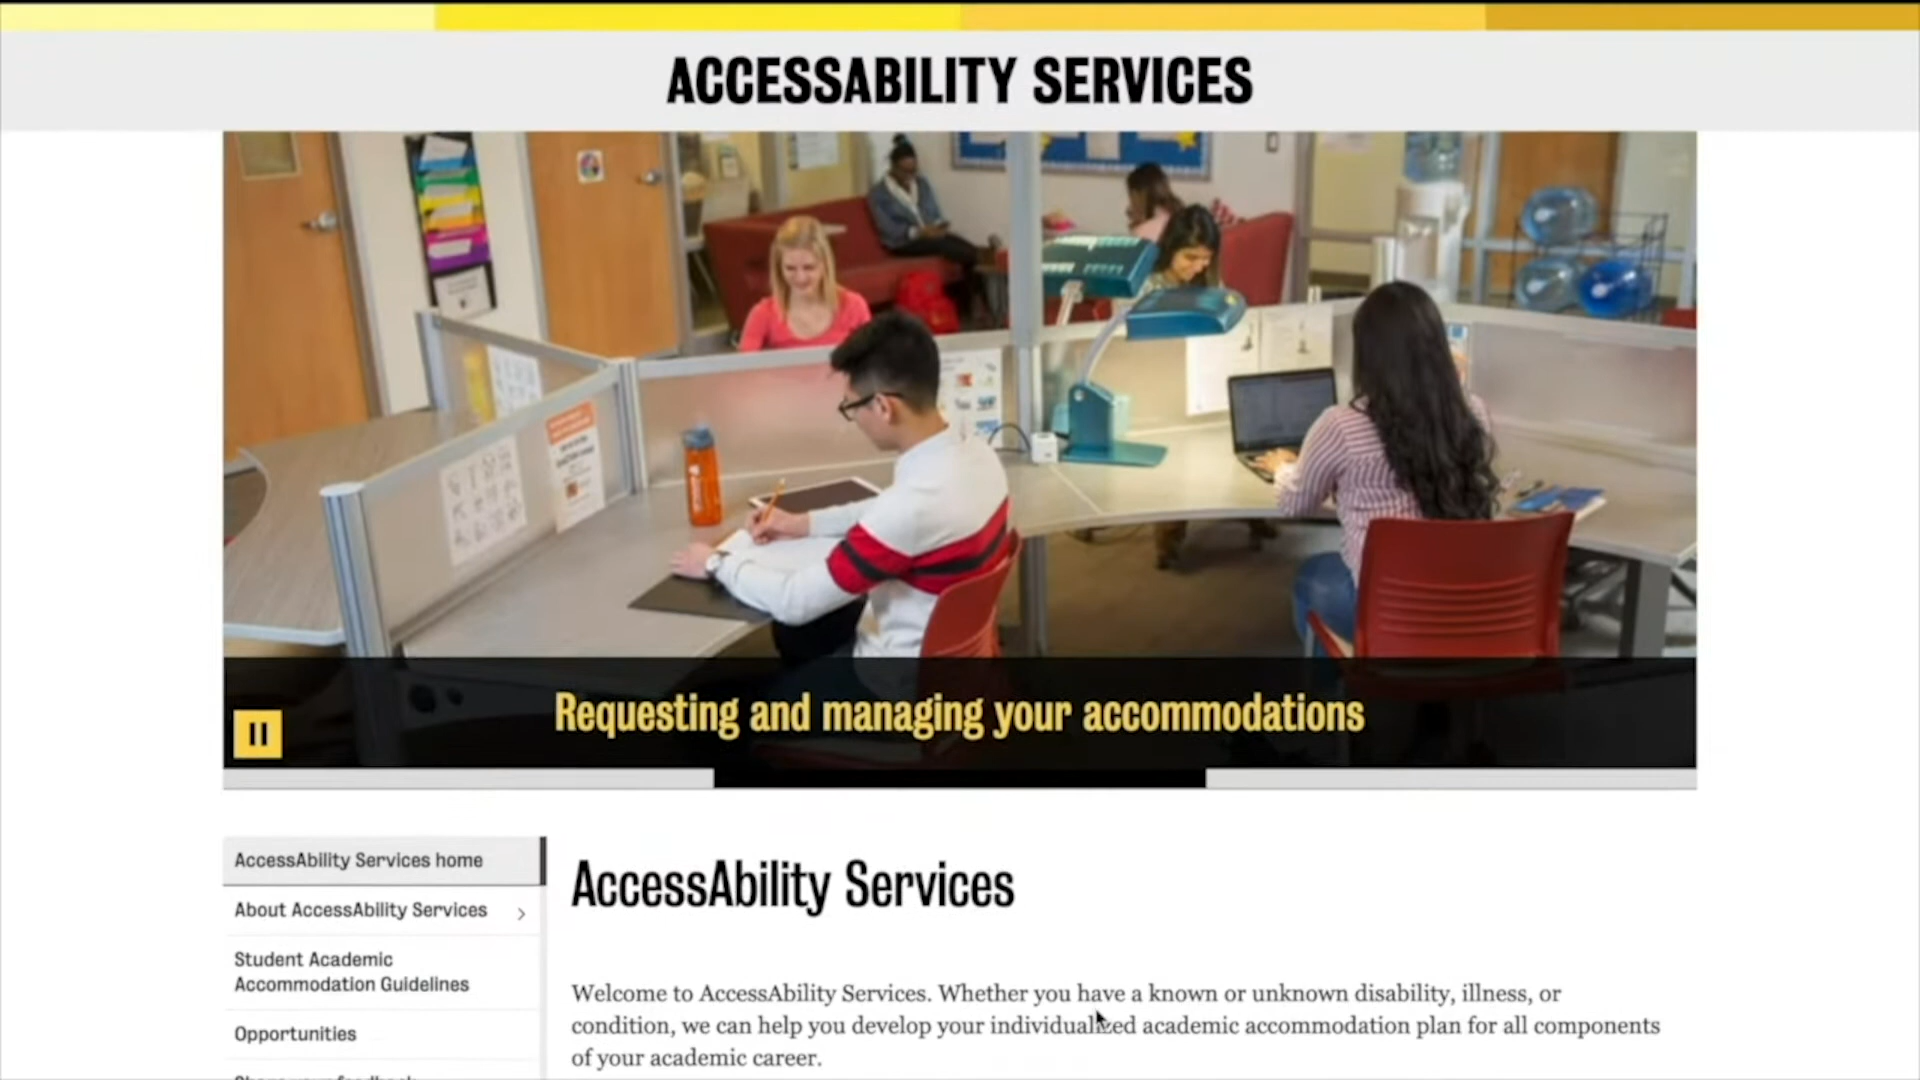 ACCESSABILITY SERVICES
Requesting and managing your accommodations
AccessAbility Services home
About AccessAbility Services
Student Academic
Accommodation Guidelines
Opportunities
AccessAbility Services
Welcome to AccessAbility Services. Whether you have a known or unknown disability, illness, or
condition, we can help you develop your individualized academic accommodation plan for all components
of your academic career.